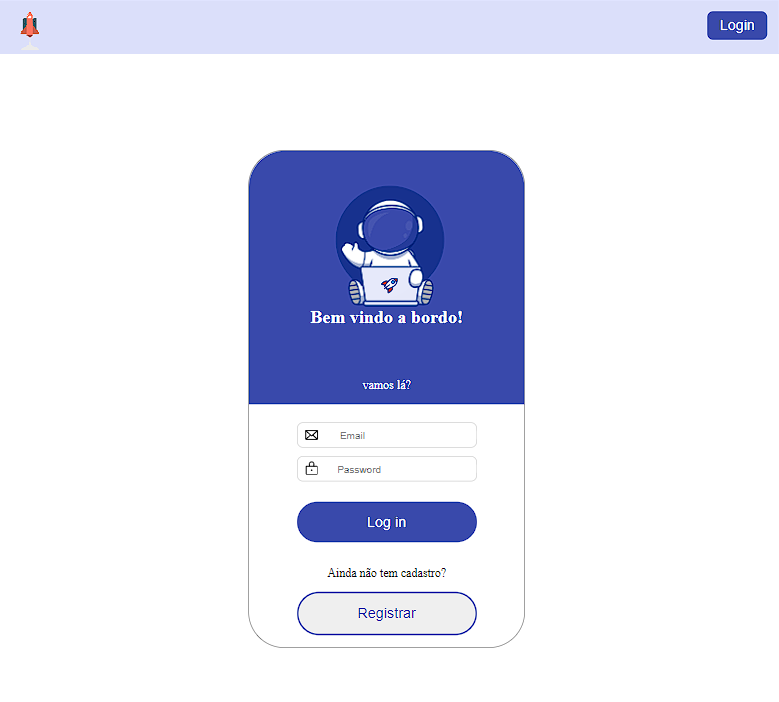 Login
Bem vindo a bordo!
vamos lá?
Email
Password
Log in
Ainda não tem cadastro?
Registrar